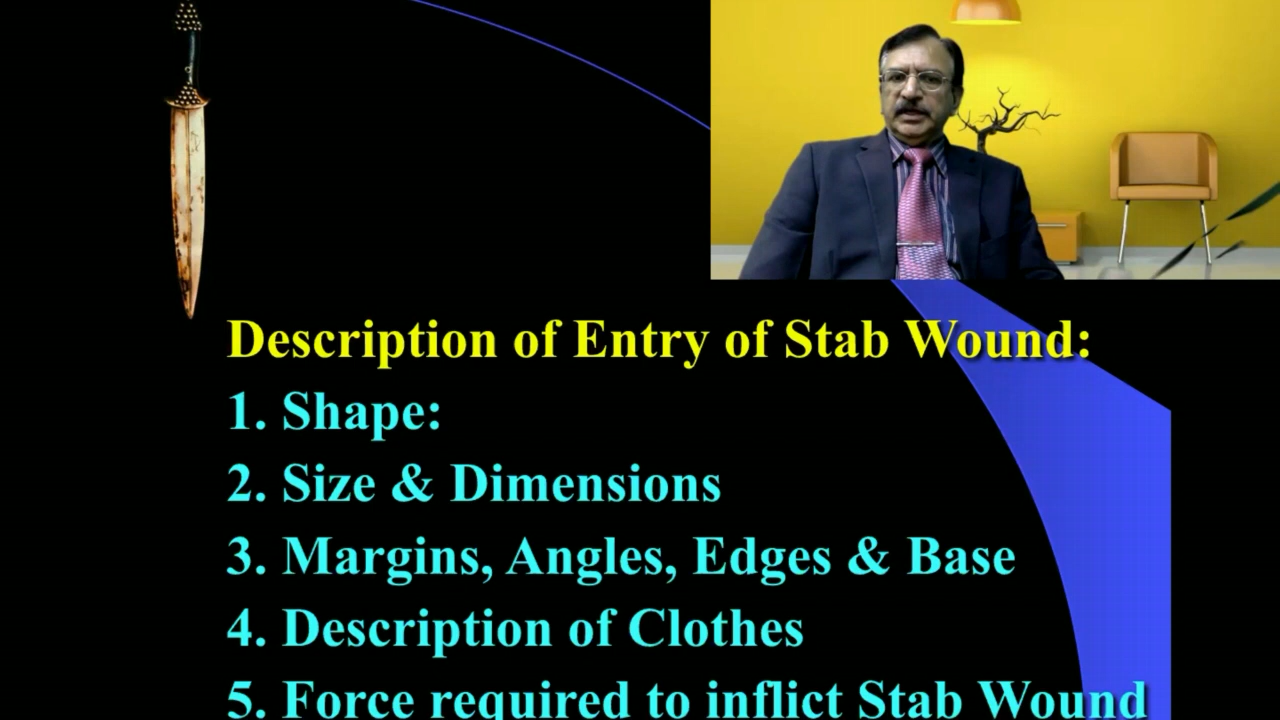 Description of Entry of Stab Wound:
1. Shape:
2. Size & Dimensions
3. Margins, Angles, Edges & Base
4. Description of Clothes
5. Force required to inflict Stab Wound